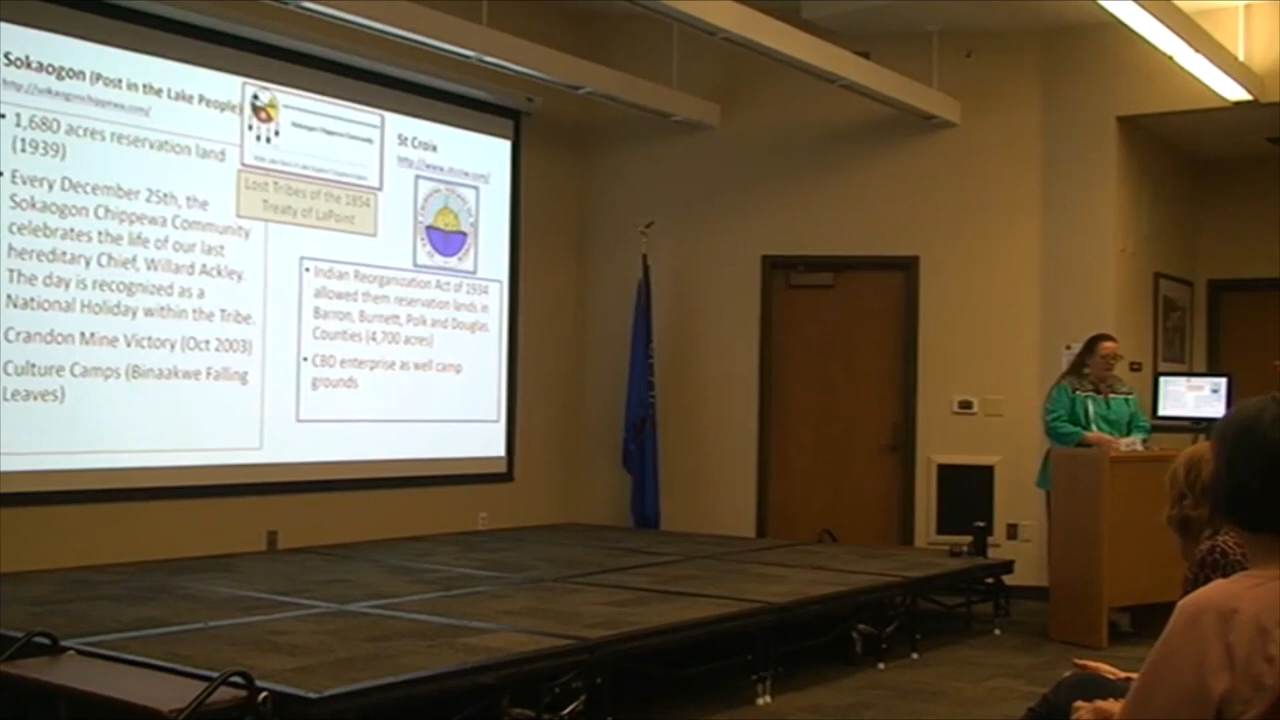 Sokaogon (Post in the Lake People)
http://sokaogonchippewa.com/
• 1,680 acres reservation land
(1939)
• Every December 25th, the
Sokaogon Chippewa Community
celebrates the life of our last
hereditary Chief, Willard Ackley.
The day is recognized as a
National Holiday within the Tribe.
Crandon Mine Victory (Oct 2003)
Culture Camps (Binaakwe Falling
Leaves)
Lost Tribes of the 1854
Treaty of LaPoint
St Croix
• Indian Reorganization Act of 1934
allowed them reservation lands in
Barron, Burnett, Polk and Douglas
Counties (4,700 acres)
• CBD enterprise as well camp
grounds